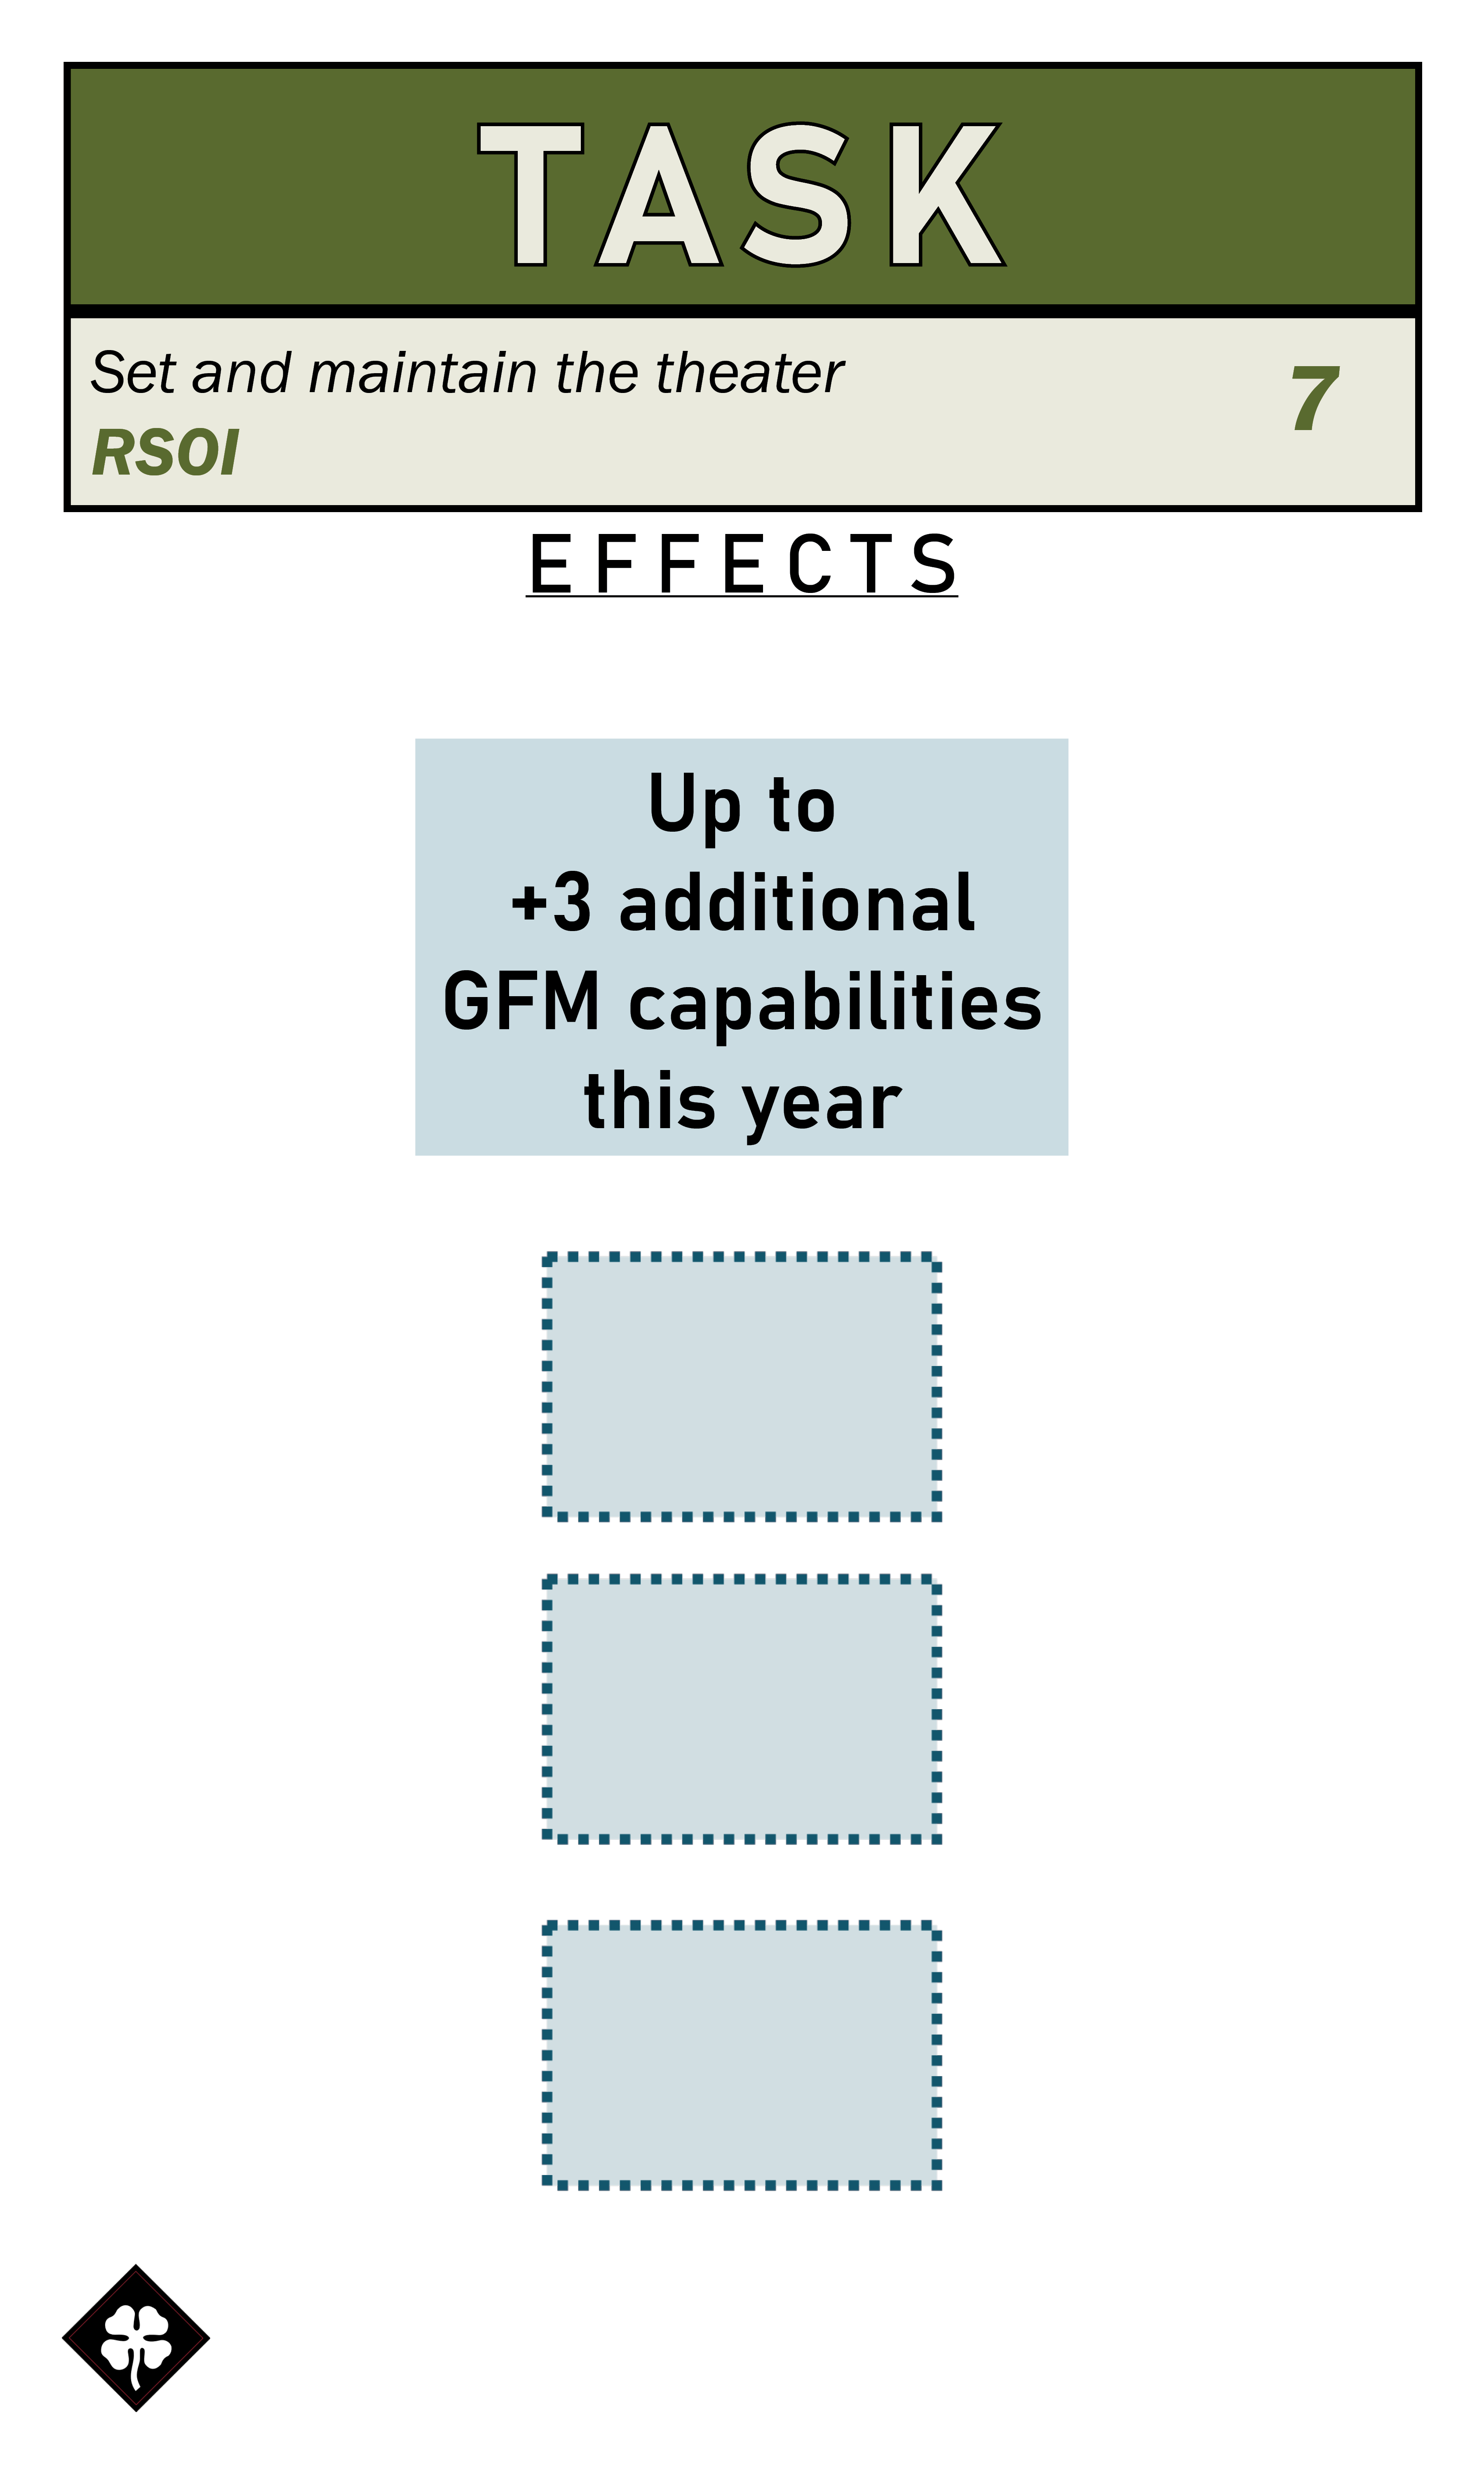 TASK
Set and maintain the theater
RSOI
7
EFFECTS
Up to
+3 additional
GFM capabilities
this year